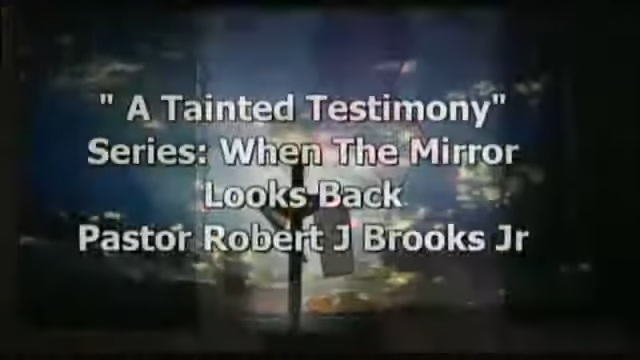 " A Tainted Testimony"
Series: When The Mirror
Looks Back
Pastor Robert J Brooks Jr